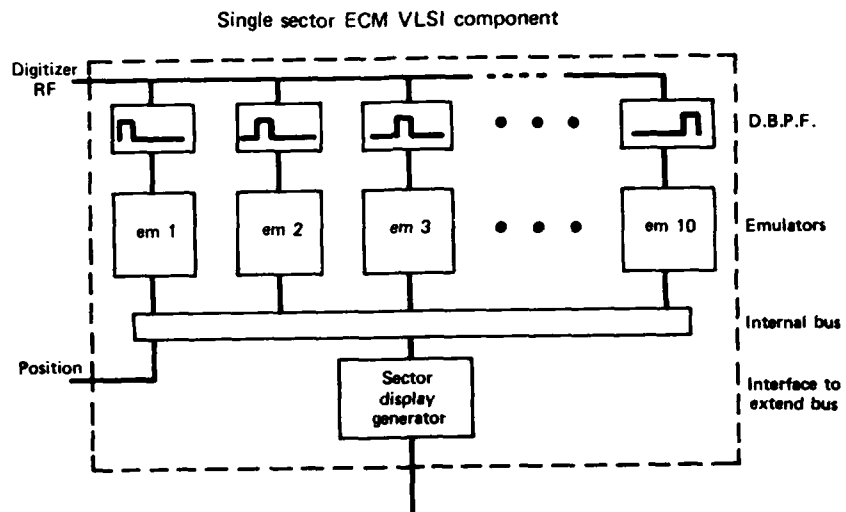 Single sector ECM VLSI component
Digitizer
RF
D.B.P.F.
em 1
em 2
em 3
em 10
Emulators
Internal bus
Position
Sector
display
generator
Interface to
extend bus